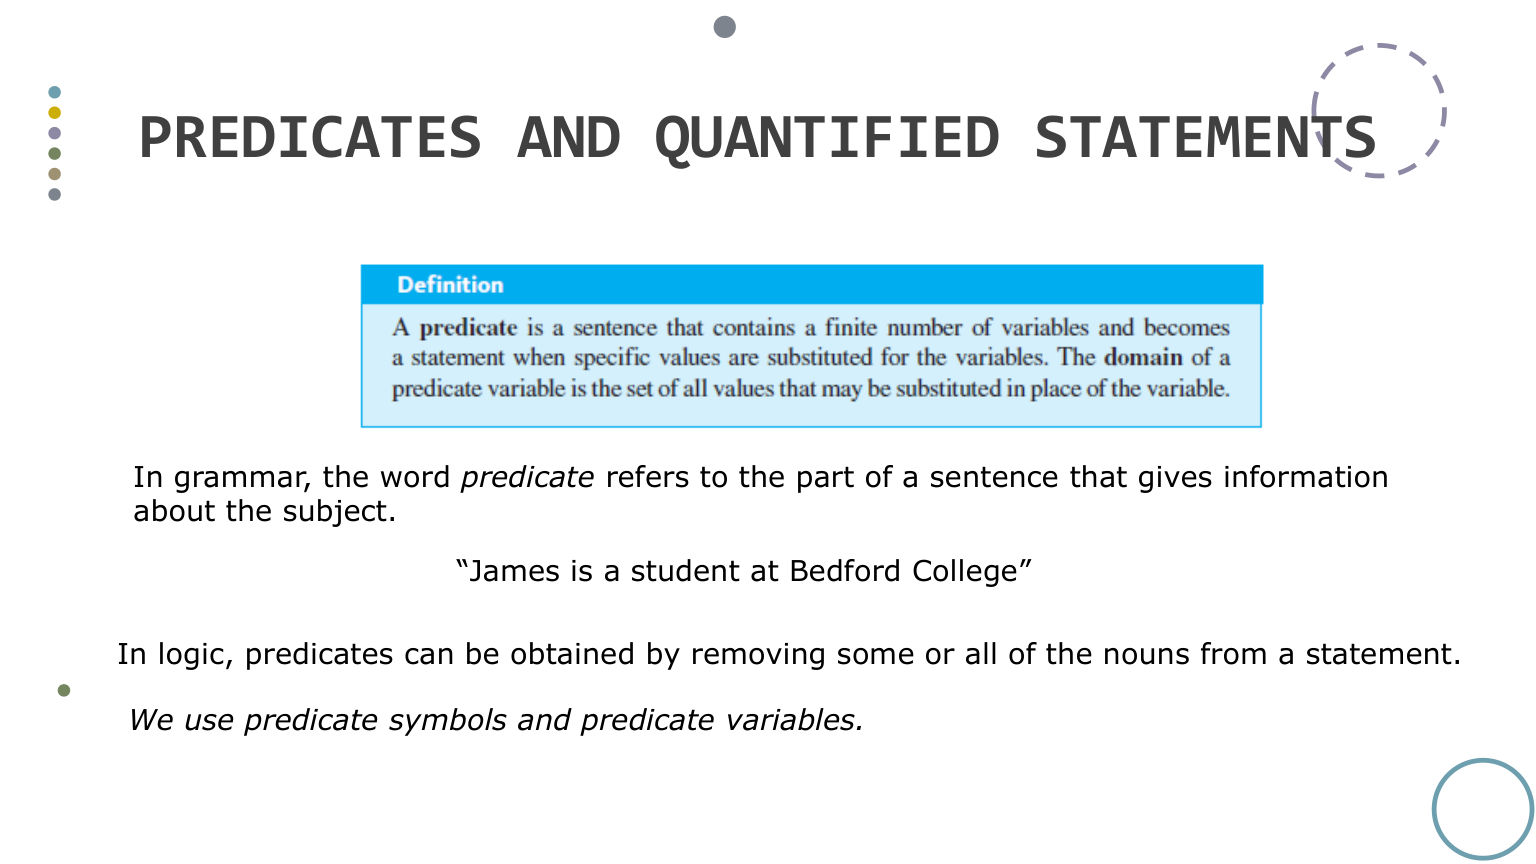 PREDICATES AND QUANTIFIED STATEMENTS
Definition
A predicate is a sentence that contains a finite number of variables and becomes
a statement when specific values are substituted for the variables. The domain of a
predicate variable is the set of all values that may be substituted in place of the variable.
In grammar, the word predicate refers to the part of a sentence that gives information
about the subject.
“James is a student at Bedford College”
In logic, predicates can be obtained by removing some or all of the nouns from a statement.
We use predicate symbols and predicate variables.